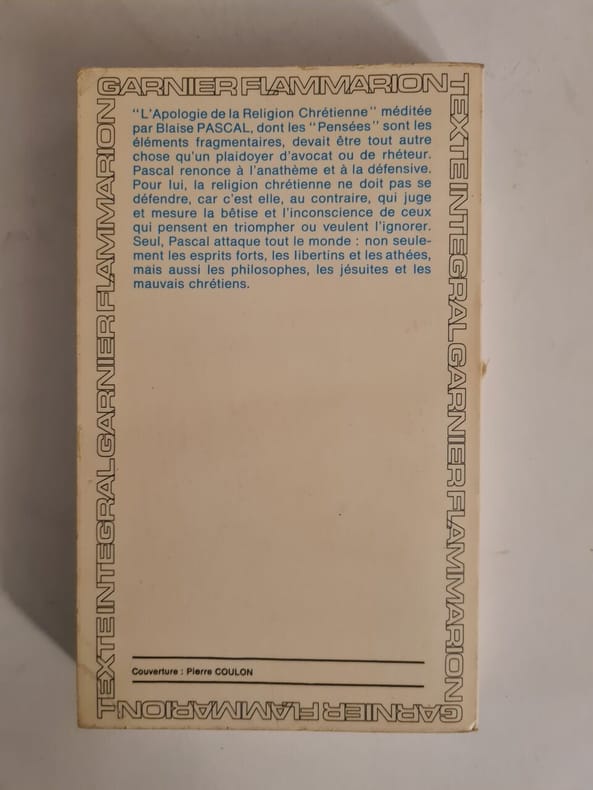 GARNIER FLAMMARION
TEXTE INTEGRAL GARNIER FLAMMARION
GARNIER FLAMMARION
TEXTE INTEGRAL GARNIER FLAMMARION
"L'Apologie de la Religion Chrétienne" méditée
par Blaise PASCAL, dont les "Pensées" sont les
éléments fragmentaires, devait être tout autre
chose qu'un plaidoyer d'avocat ou de rhéteur.
Pascal renonce à l'anathème et à la défensive.
Pour lui, la religion chrétienne ne doit pas se
défendre, car c'est elle, au contraire, qui juge
et mesure la bêtise et l'inconscience de ceux
qui pensent en triompher ou veulent l'ignorer.
Seul, Pascal attaque tout le monde : non seule-
ment les esprits forts, les libertins et les athées,
mais aussi les philosophes, les jésuites et les
mauvais chrétiens.
Couverture : Pierre COULON